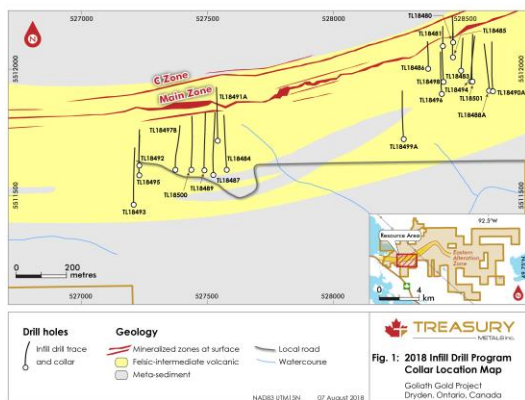 527000
527500
528000
528500
TL18480
TL18481
TL18485
TL18486
TL18498
TL18483
TL18490A
TL18496
TL18494
TL18501
TL18488A
5512000
5512000
C Zone
Main Zone
TL18491A
TL18497B
TL18499A
TL18492
TL18484
TL18495
TL18487
TL18500
TL18489
TL18493
5511500
5511500
N
0 200
metres
527000
527500
528000
92.5°W
Resource Area
Eastern
Alteration
Zone
49.75°N
0 4
km
N
Drill holes
Infill drill trace
and collar
Geology
Mineralized zones at surface
Felsic-intermediate volcanic
Meta-sediment
Local road
Watercourse
NAD83 UTM15N
07 August 2018
TREASURY
METALS INC.
Fig. 1: 2018 Infill Drill Program
Collar Location Map
Goliath Gold Project
Dryden, Ontario, Canada